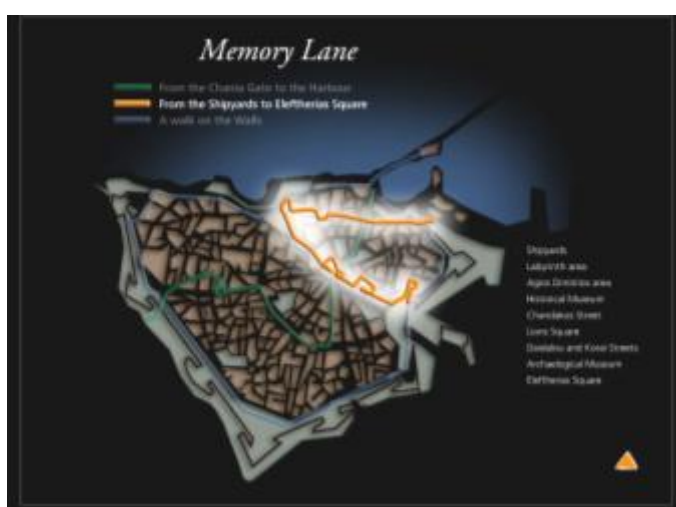 Memory Lane
From the Chania Gate to the Harbour
From the Shipyards to Eleftherias Square
A walk on the Walls
Shipyards
Labyrinth area
Agios Dimitrios area
Historical Museum
Chandakos Street
Lions Square
Daedalou and Korai Streets
Archaeological Museum
Eleftherias Square